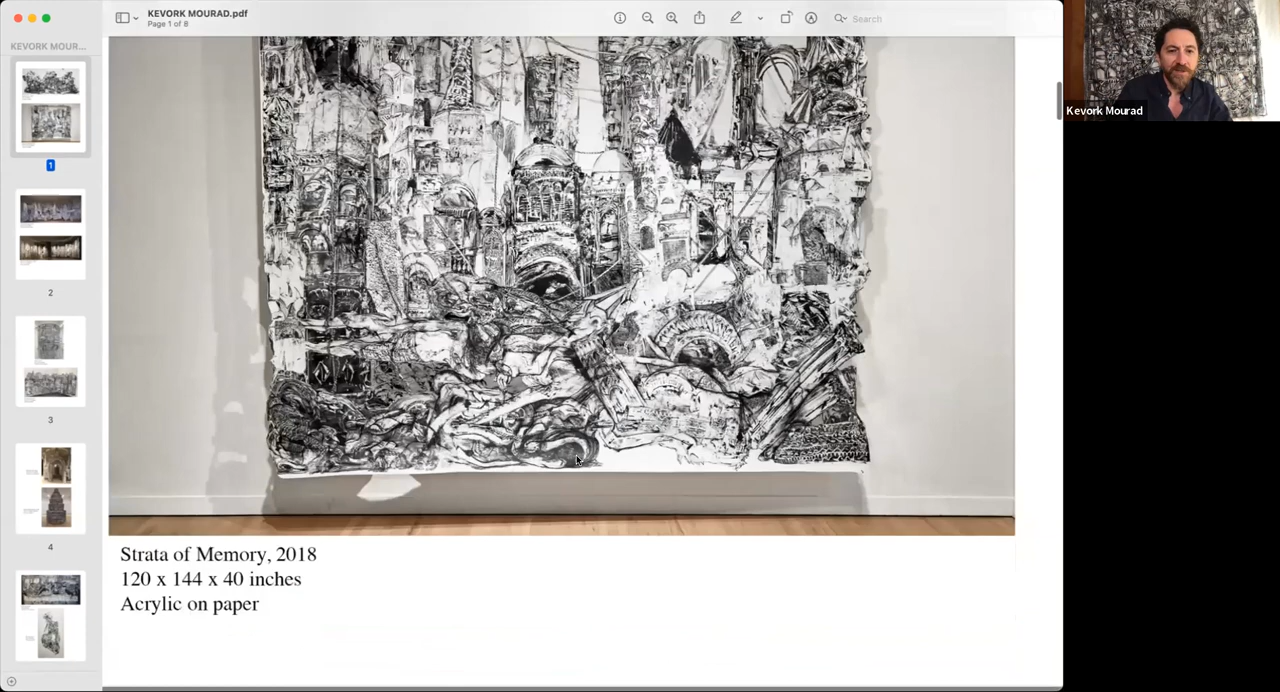 KEVORK MOURAD.pdf
Page 1 of 8
Search
KEVORK MOUR...
1
2
3
4
Kevork Mourad
Strata of Memory, 2018
120 x 144 x 40 inches
Acrylic on paper